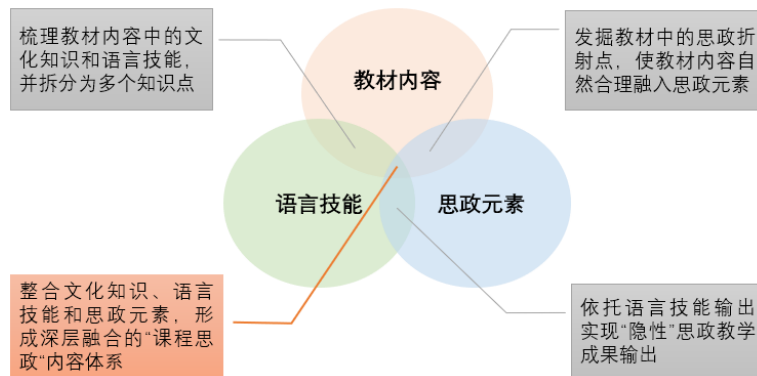 梳理教材内容中的文
化知识和语言技能，
并拆分为多个知识点
发掘教材中的思政折
射点，使教材内容自
然合理融入思政元素
教材内容
语言技能
思政元素
整合文化知识、语言
技能和思政元素，形
成深层融合的“课程思
政“内容体系
依托语言技能输出
实现“隐性”思政教学
成果输出